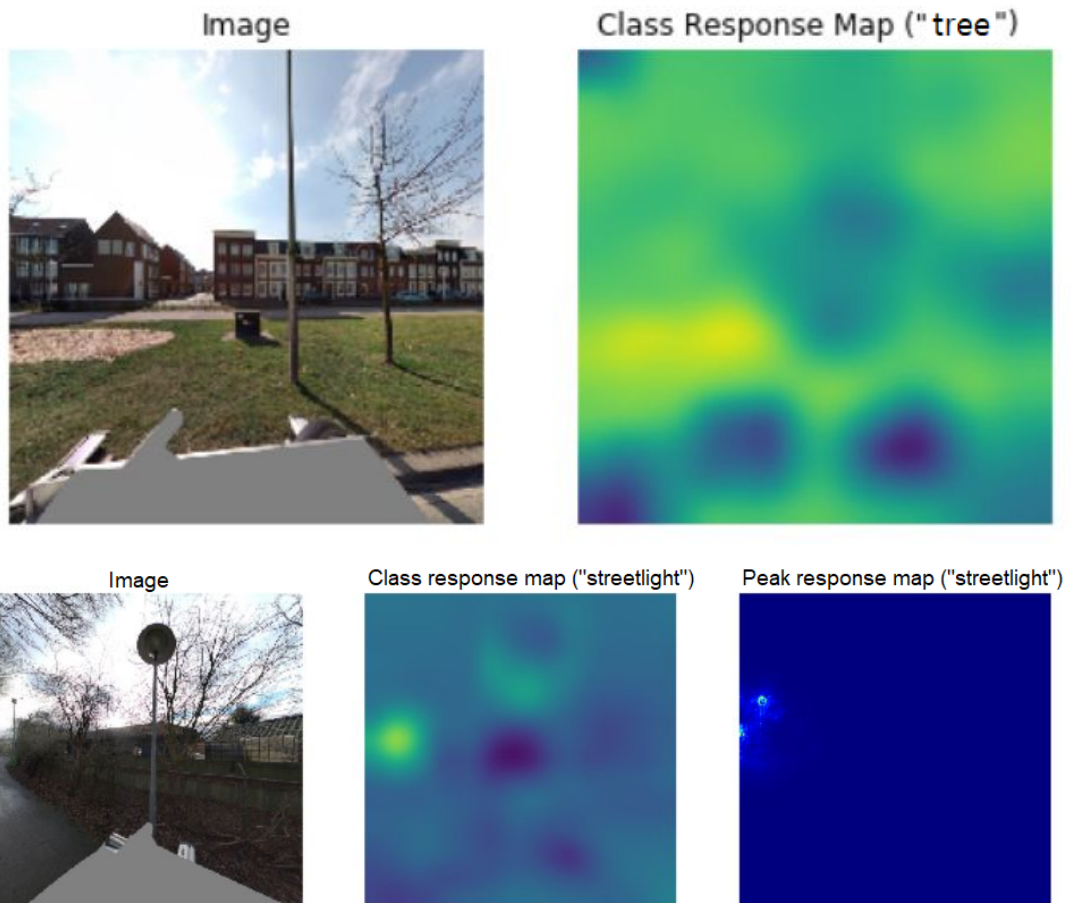 Image
Class Response Map ("tree")
Image
Class response map ("streetlight")
Peak response map ("streetlight")